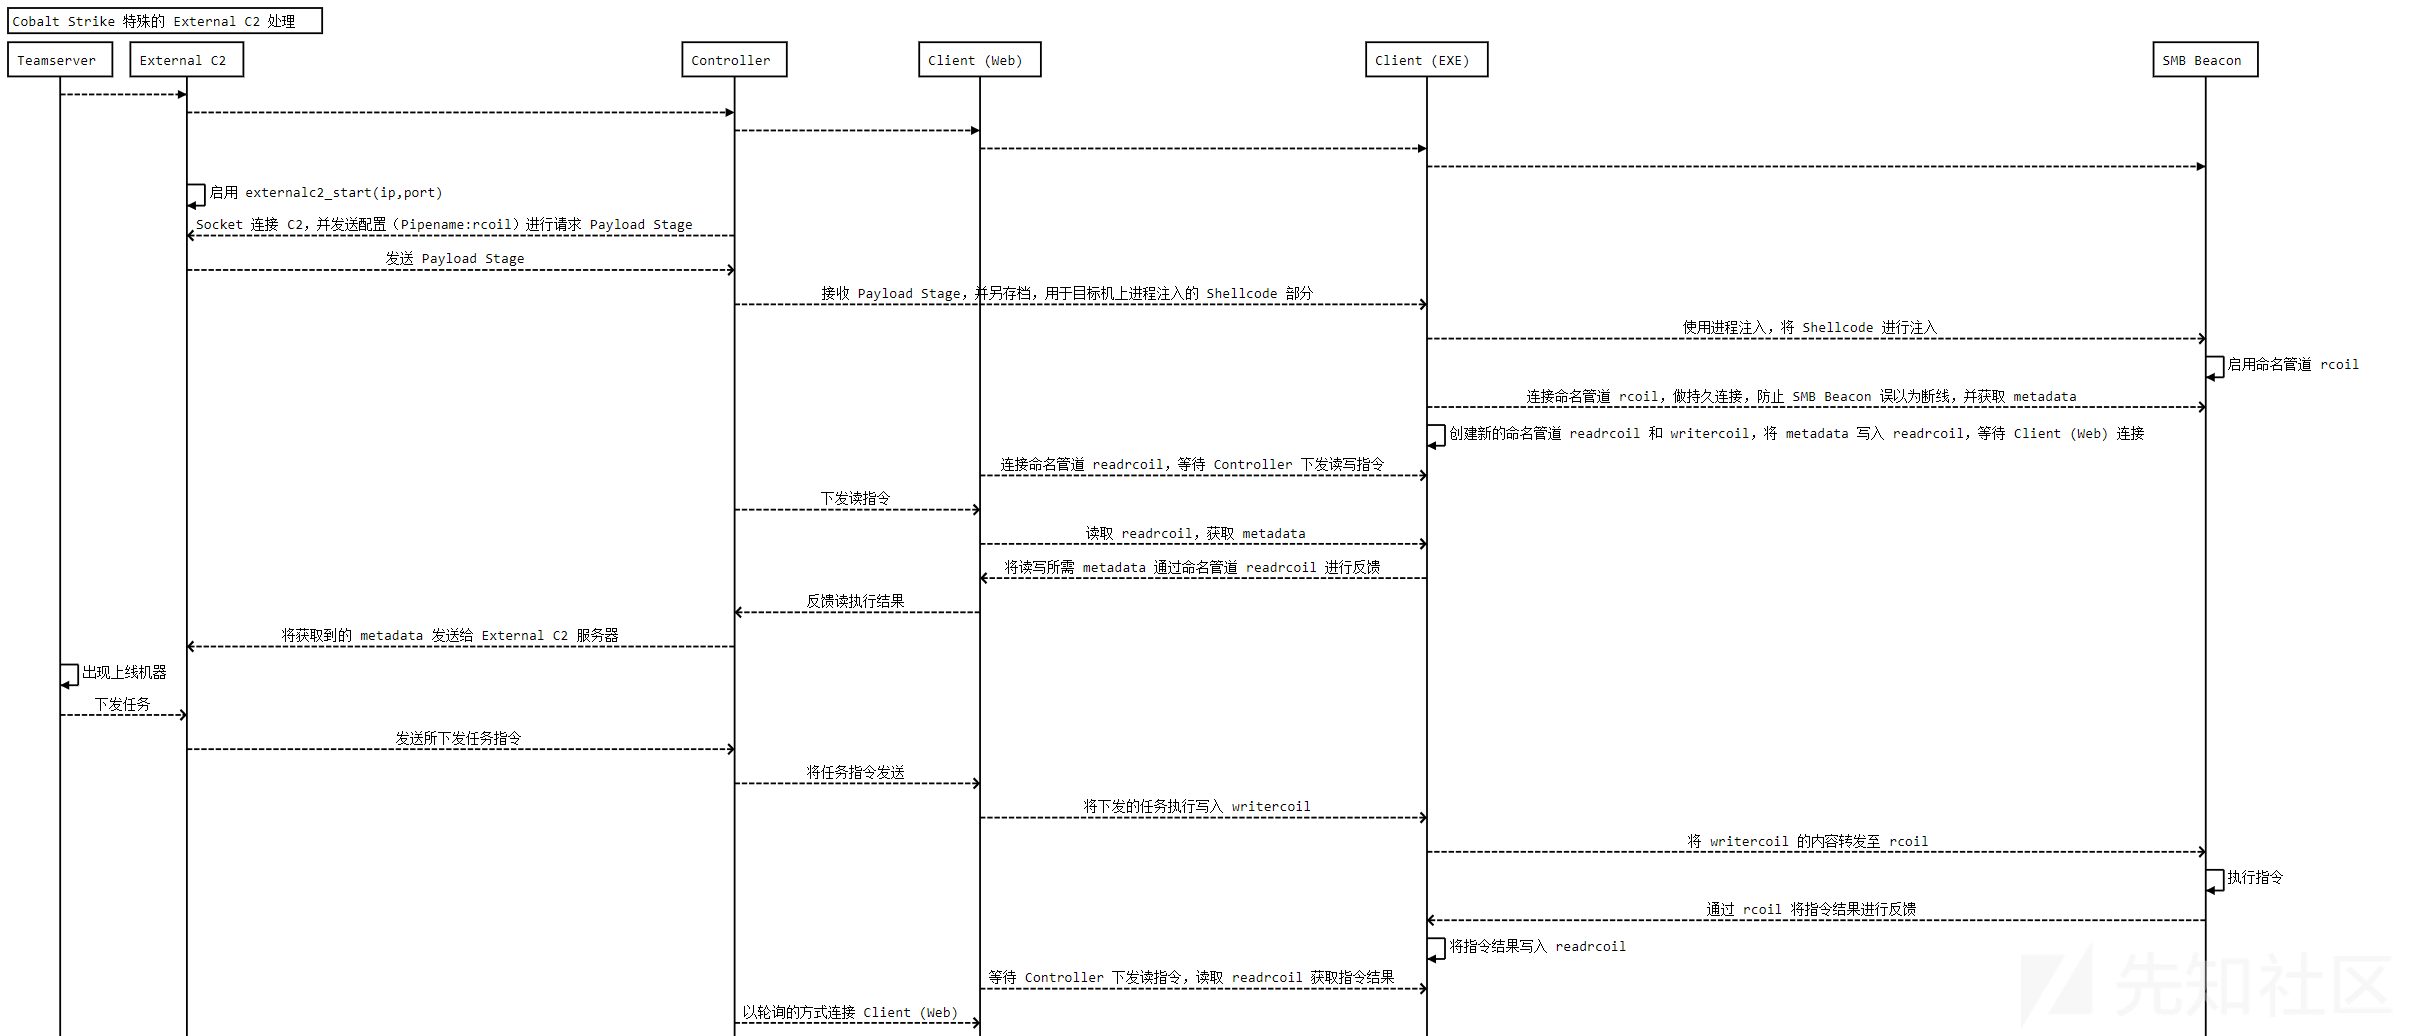 Cobalt Strike 特殊的 External C2 处理
Teamserver
External C2
Controller
Client (Web)
Client (EXE)
SMB Beacon
启用 externalc2_start(ip,port)
Socket 连接 C2，并发送配置（Pipename:rcoil）进行请求 Payload Stage
发送 Payload Stage
接收 Payload Stage，并另存档，用于目标机上进程注入的 Shellcode 部分
使用进程注入，将 Shellcode 进行注入
启用命名管道 rcoil
连接命名管道 rcoil，做持久连接，防止 SMB Beacon 误以为断线，并获取 metadata
创建新的命名管道 readrcoil 和 writercoil，将 metadata 写入 readrcoil，等待 Client (Web) 连接
连接命名管道 readrcoil，等待 Controller 下发读写指令
下发读指令
读取 readrcoil，获取 metadata
将读写所需 metadata 通过命名管道 readrcoil 进行反馈
反馈读执行结果
将获取到的 metadata 发送给 External C2 服务器
出现上线机器
下发任务
发送所下发任务指令
将任务指令发送
将下发的任务执行写入 writercoil
将 writercoil 的内容转发至 rcoil
执行指令
通过 rcoil 将指令结果进行反馈
将指令结果写入 readrcoil
等待 Controller 下发读指令，读取 readrcoil 获取指令结果
以轮询的方式连接 Client (Web)
先知社区